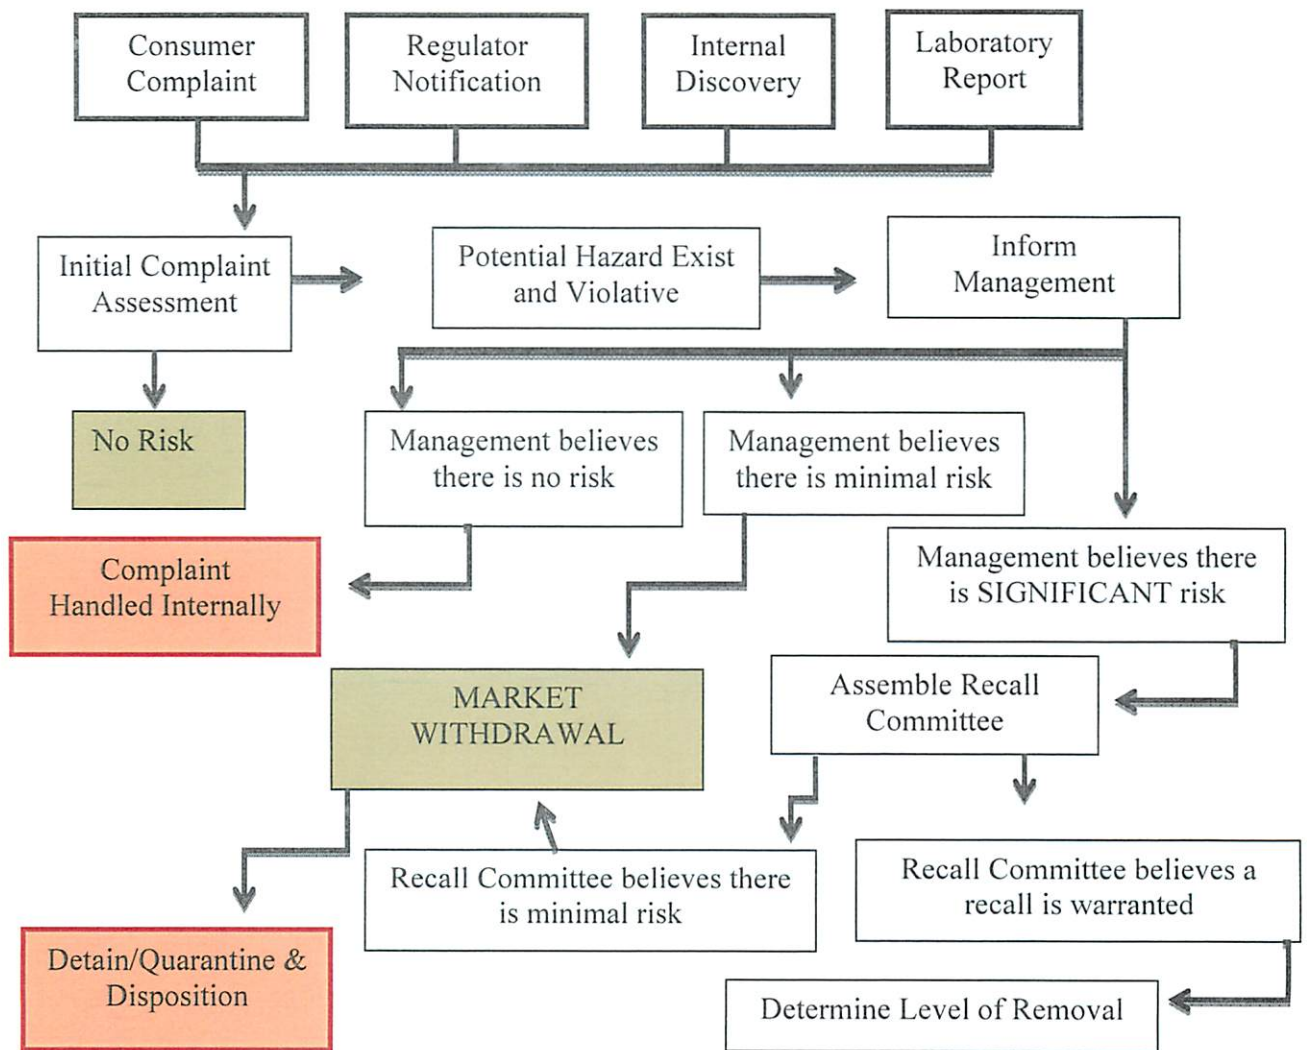 Consumer
Complaint
Regulator
Notification
Internal
Discovery
Laboratory
Report
Initial Complaint
Assessment
Potential Hazard Exist
and Violative
Inform
Management
No Risk
Management believes
there is no risk
Management believes
there is minimal risk
Complaint
Handled Internally
Management believes there
is SIGNIFICANT risk
MARKET
WITHDRAWAL
Assemble Recall
Committee
Recall Committee believes there
is minimal risk
Recall Committee believes a
recall is warranted
Detain/Quarantine &
Disposition
Determine Level of Removal